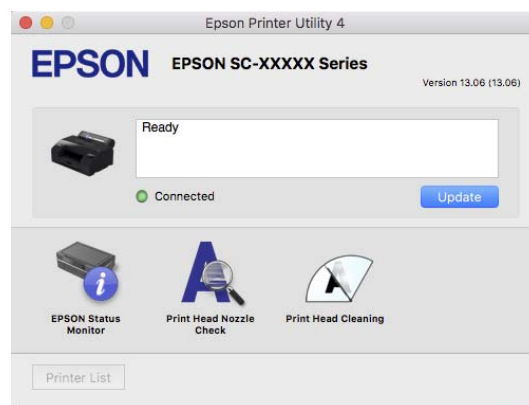 Epson Printer Utility 4
EPSON
EPSON SC-XXXXX Series
Version 13.06 (13.06)
Ready
Connected
Update
EPSON Status
Monitor
Print Head Nozzle
Check
Print Head Cleaning
Printer List